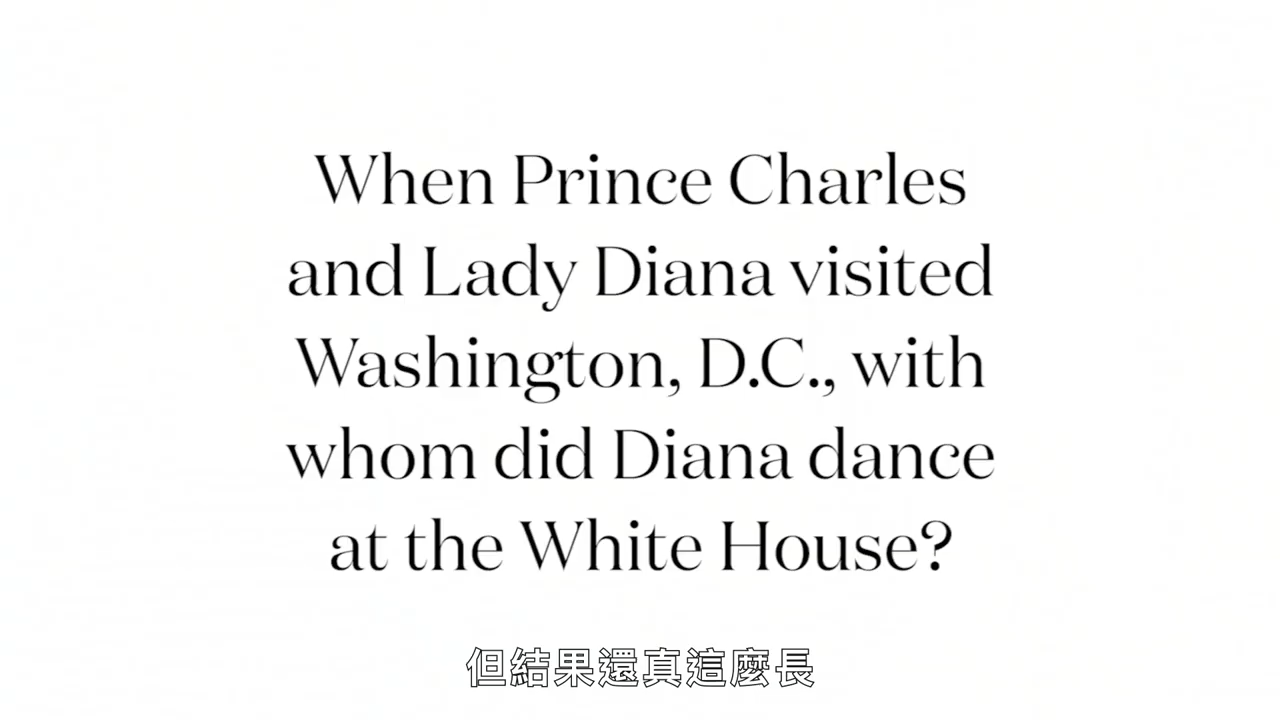 When Prince Charles
and Lady Diana visited
Washington, D.C., with
whom did Diana dance
at the White House?
但結果還真這麼長